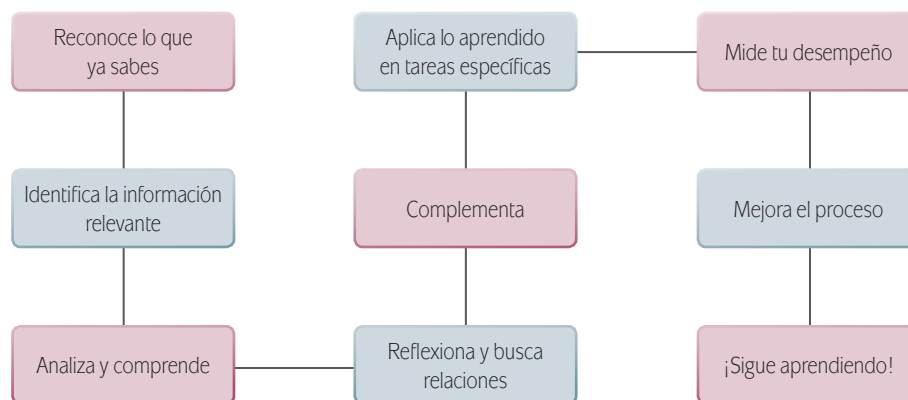 Reconoce lo que
ya sabes
Identifica la información
relevante
Analiza y comprende
Reflexiona y busca
relaciones
Complementa
Aplica lo aprendido
en tareas específicas
Mide tu desempeño
Mejora el proceso
¡Sigue aprendiendo!